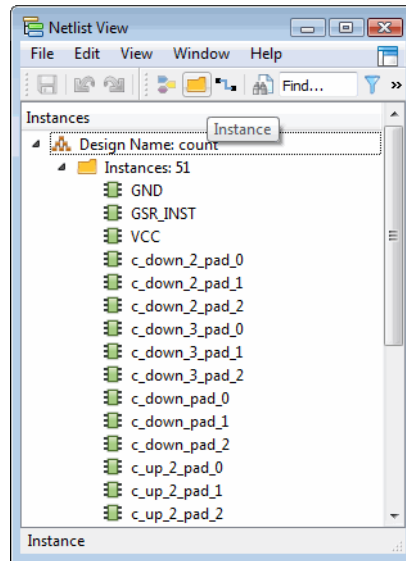 Netlist View
File Edit View Window Help
Find... »
Instances
Instance
Design Name: count
Instances: 51
GND
GSR_INST
VCC
c_down_2_pad_0
c_down_2_pad_1
c_down_2_pad_2
c_down_3_pad_0
c_down_3_pad_1
c_down_3_pad_2
c_down_pad_0
c_down_pad_1
c_down_pad_2
c_up_2_pad_0
c_up_2_pad_1
c_up_2_pad_2
Instance